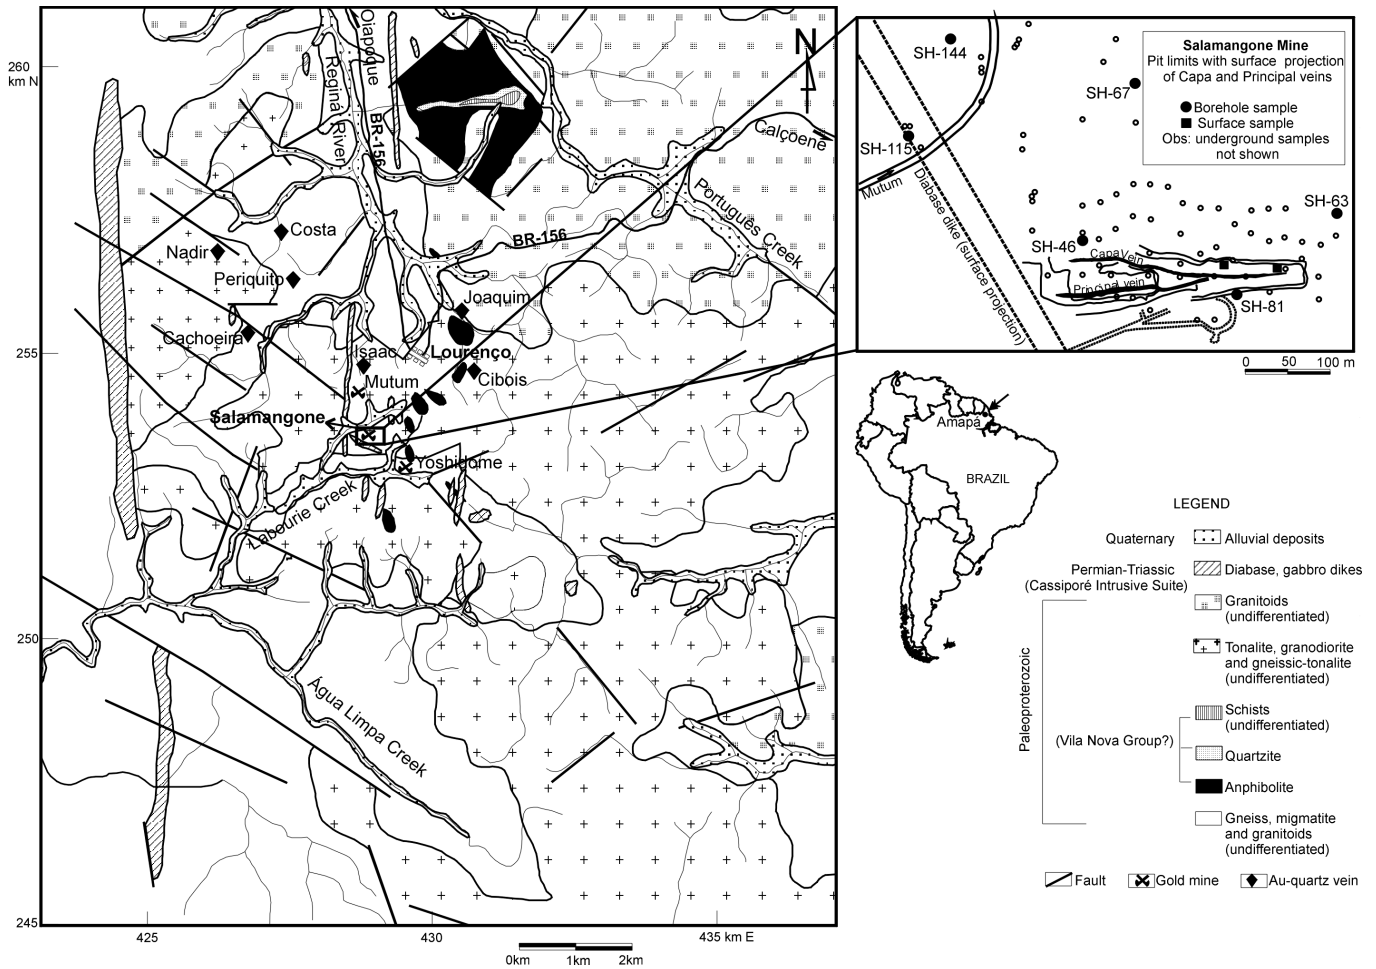 260
km N
255
250
245
425
430
435 km E
0km
1km
2km
N
Oiapoque
Reginá River
BR-156
BR-156
Calçoene
Português Creek
Costa
Nadir
Periquito
Cachoeira
Joaquim
Isaac
Lourenço
Cibois
Mutum
Salamangone
Yoshidome
Labourie Creek
Água Limpa Creek
SH-144
SH-67
SH-115
Mutum
Diabase dike (surface projection)
SH-63
SH-46
Capa Vein
Principal vein
SH-81
Salamangone Mine
Pit limits with surface projection
of Capa and Principal veins
Borehole sample
Surface sample
Obs: underground samples
not shown
0 50 100 m
Amapá
BRAZIL
LEGEND
Quaternary
Alluvial deposits
Permian-Triassic
(Cassiporé Intrusive Suite)
Diabase, gabbro dikes
Paleoproterozoic
Granitoids
(undifferentiated)
Tonalite, granodiorite
and gneissic-tonalite
(undifferentiated)
(Vila Nova Group?)
Schists
(undifferentiated)
Quartzite
Anphibolite
Gneiss, migmatite
and granitoids
(undifferentiated)
Fault
Gold mine
Au-quartz vein